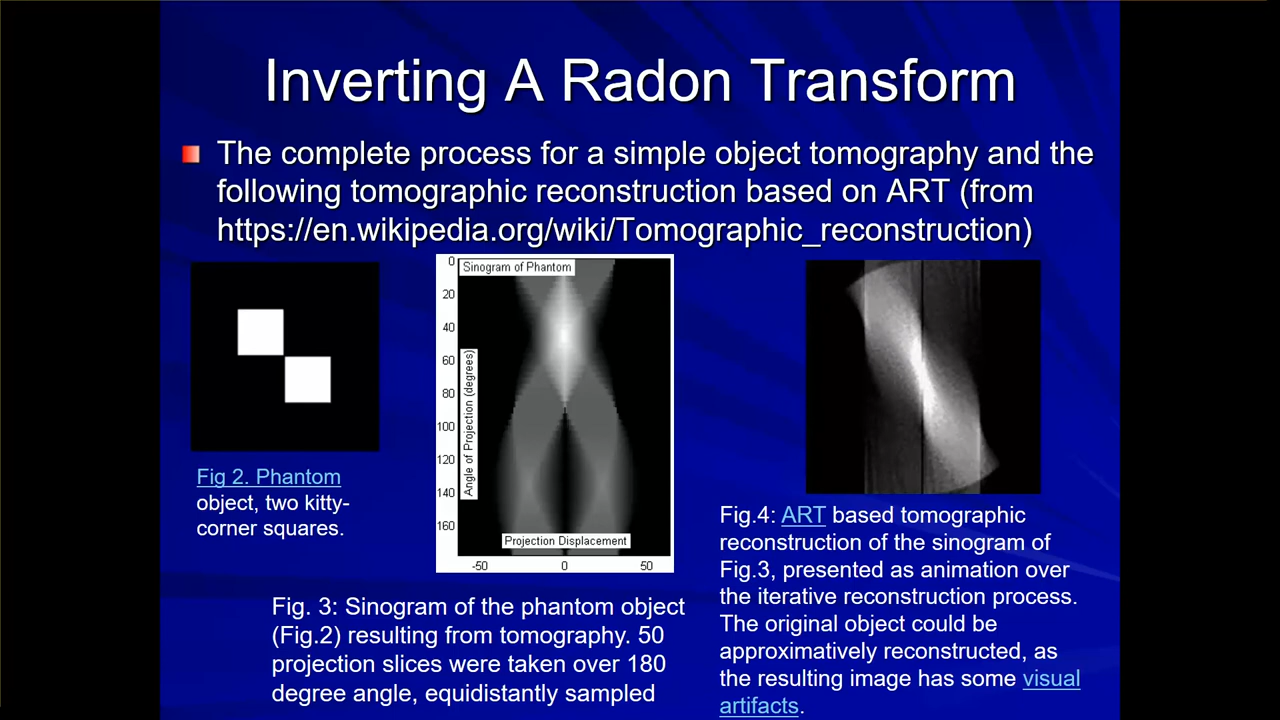 Inverting A Radon Transform
The complete process for a simple object tomography and the
following tomographic reconstruction based on ART (from
https://en.wikipedia.org/wiki/Tomographic_reconstruction)
Fig 2. Phantom
object, two kitty-
corner squares.
Sinogram of Phantom
0
20
40
60
80
100
120
140
160
Angle of Projection (degrees)
Projection Displacement
-50 0 50
Fig. 3: Sinogram of the phantom object
(Fig.2) resulting from tomography. 50
projection slices were taken over 180
degree angle, equidistantly sampled
Fig.4: ART based tomographic
reconstruction of the sinogram of
Fig.3, presented as animation over
the iterative reconstruction process.
The original object could be
approximatively reconstructed, as
the resulting image has some visual
artifacts.